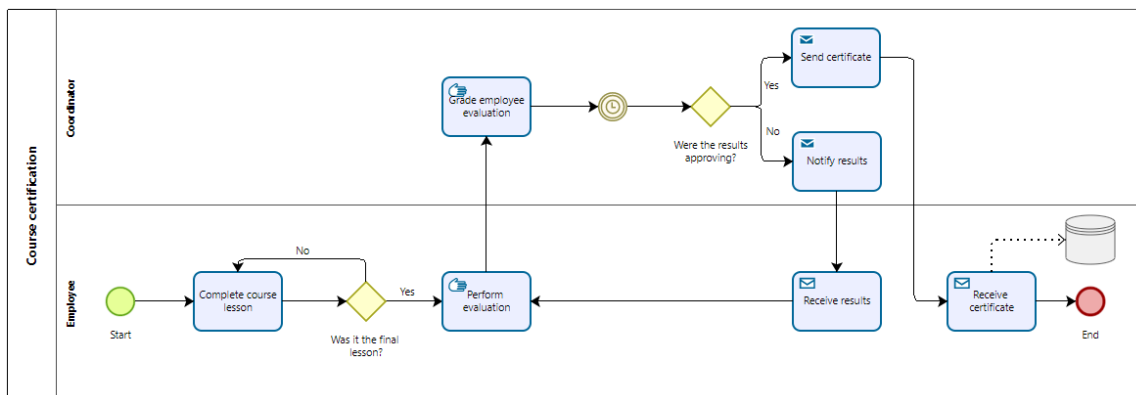 Course certification
Coordinator
Grade employee
evaluation
Were the results
approving?
Yes
No
Send certificate
Notify results
Employee
Start
Complete course
lesson
No
Was it the final
lesson?
Yes
Perform
evaluation
Receive results
Receive
certificate
End